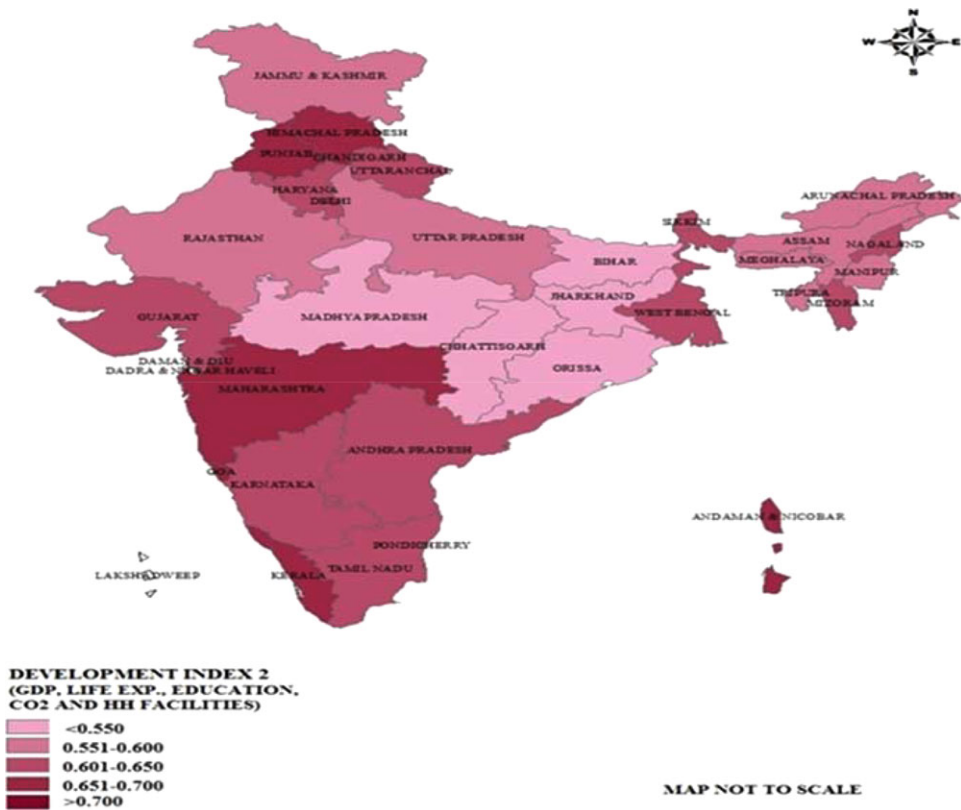 N
W E
S
JAMMU & KASHMIR
HIMACHAL PRADESH
PUNJAB
CHANDIGARH
UTTARANCHAL
HARYANA
DELHI
ARUNACHAL PRADESH
SIKKIM
RAJASTHAN
UTTAR PRADESH
ASSAM
NAGALAND
BIHAR
MEGHALAYA
MANIPUR
JHARKHAND
TRIPURA
MIZORAM
GUJARAT
MADHYA PRADESH
WEST BENGAL
CHHATTISGARH
DAMAN & DIU
DADRA & NAGAR HAVELI
ORISSA
MAHARASHTRA
ANDHRA PRADESH
GOA
KARNATAKA
ANDAMAN & NICOBAR
PONDICHERRY
LAKSHADWEEP
KERALA
TAMIL NADU
DEVELOPMENT INDEX 2
(GDP, LIFE EXP., EDUCATION,
CO2 AND HH FACILITIES)
<0.550
0.551-0.600
0.601-0.650
0.651-0.700
>0.700
MAP NOT TO SCALE